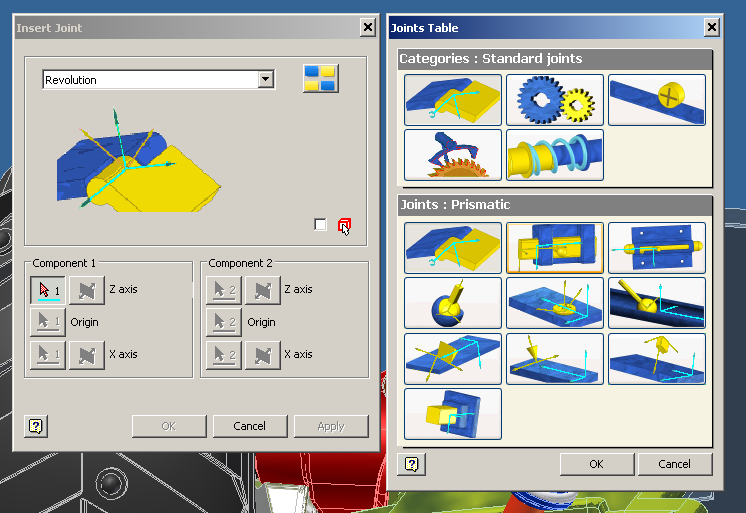 Insert Joint
Revolution
Component 1
1 Z axis
1 Origin
1 X axis
Component 2
2 Z axis
2 Origin
2 X axis
? OK Cancel Apply
Joints Table
Categories : Standard joints
Joints : Prismatic
? OK Cancel